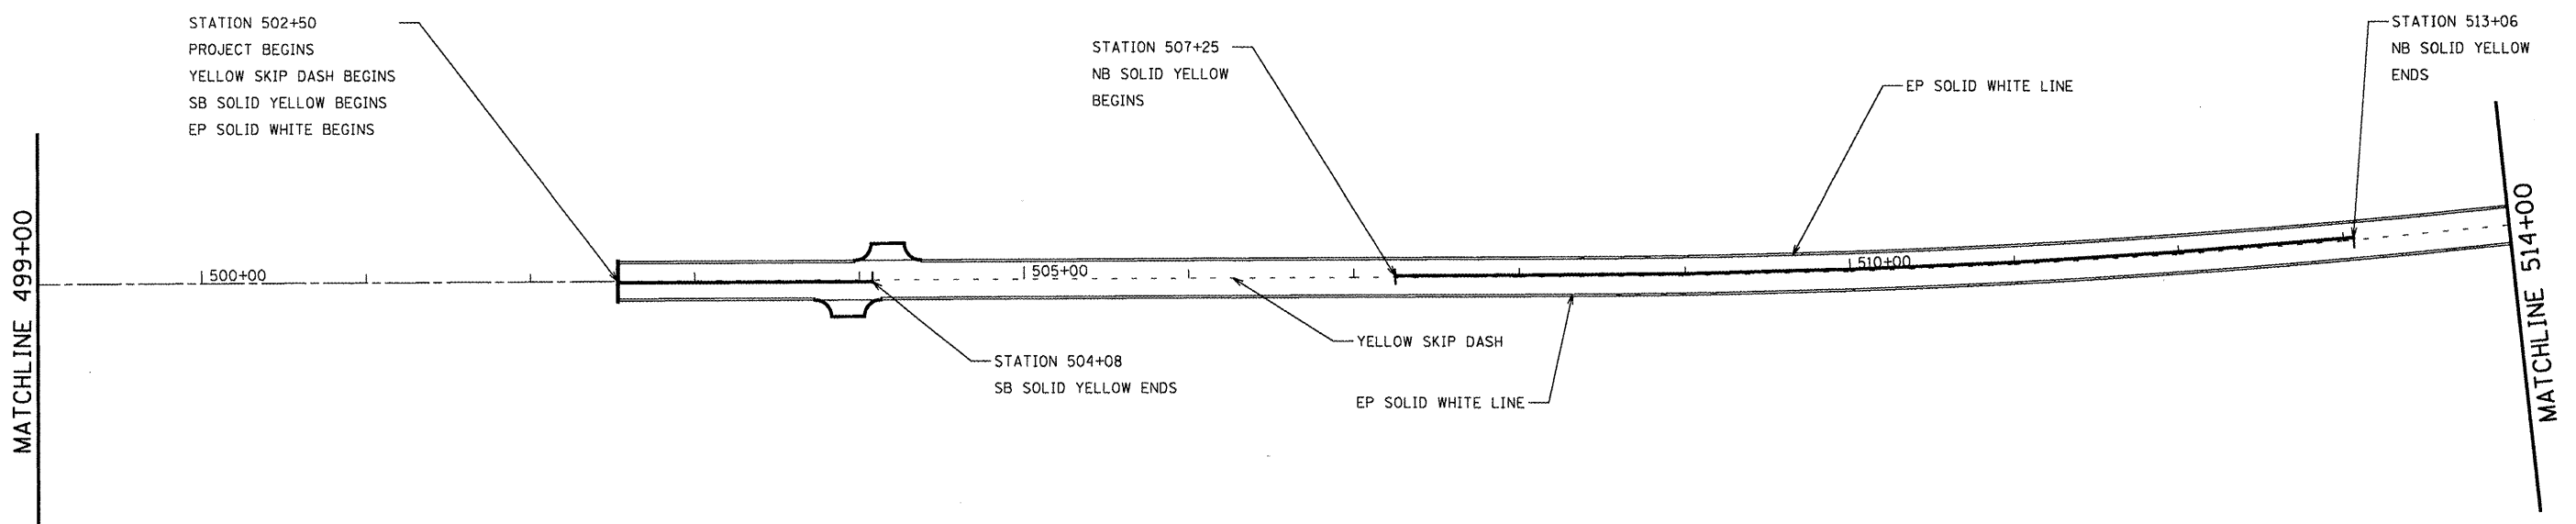 STATION 502+50
PROJECT BEGINS
YELLOW SKIP DASH BEGINS
SB SOLID YELLOW BEGINS
EP SOLID WHITE BEGINS
STATION 507+25
NB SOLID YELLOW
BEGINS
EP SOLID WHITE LINE
STATION 513+06
NB SOLID YELLOW
ENDS
MATCHLINE 499+00
500+00
505+00
510+00
MATCHLINE 514+00
STATION 504+08
SB SOLID YELLOW ENDS
YELLOW SKIP DASH
EP SOLID WHITE LINE